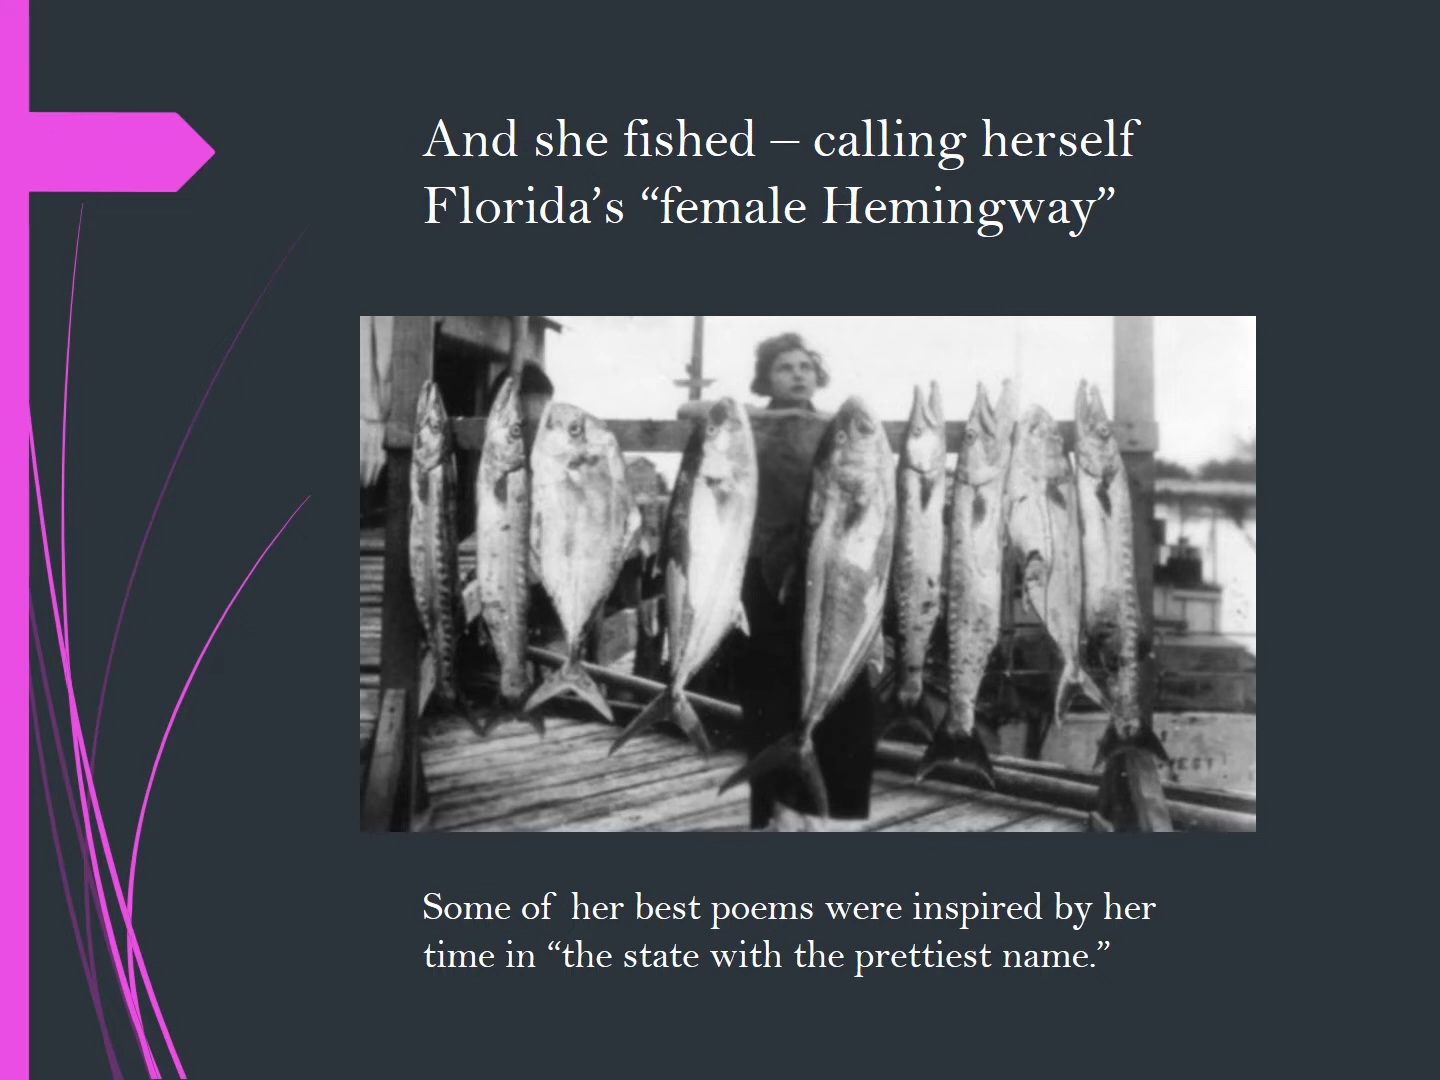 And she fished – calling herself
Florida’s “female Hemingway”
Some of  her best poems were inspired by her
time in “the state with the prettiest name.”